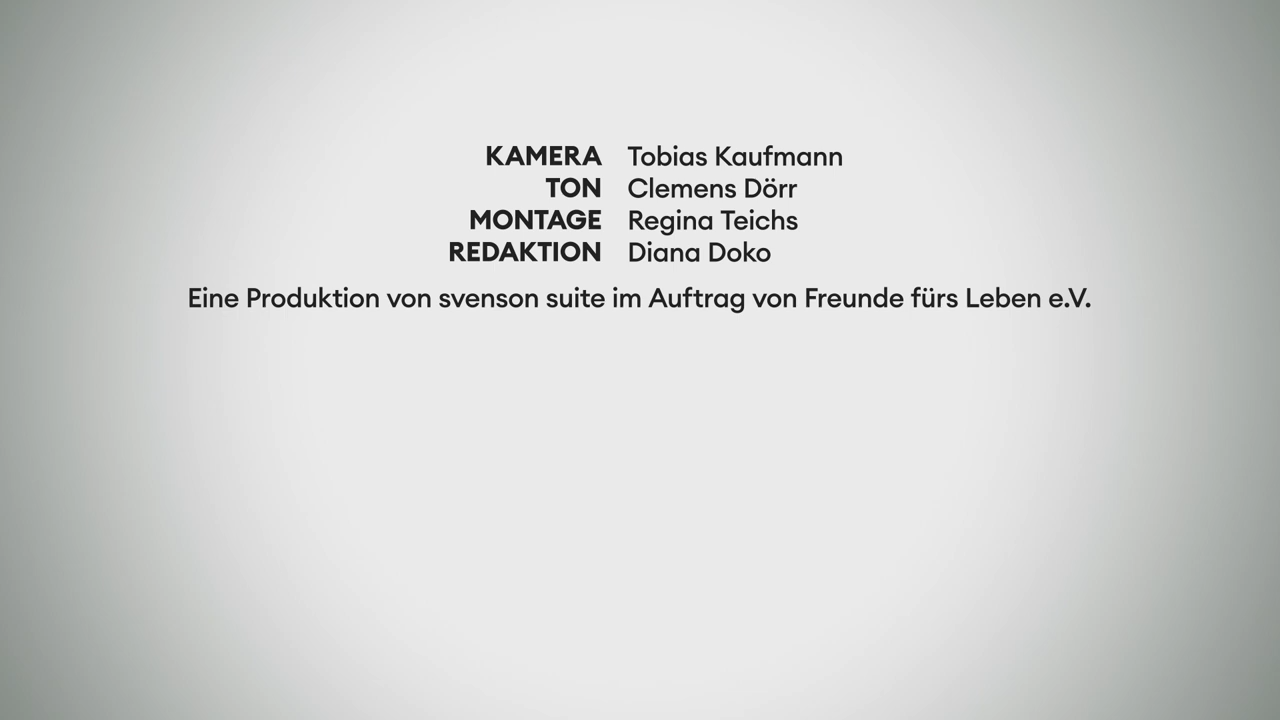 KAMERA Tobias Kaufmann
TON Clemens Dörr
MONTAGE Regina Teichs
REDAKTION Diana Doko
Eine Produktion von svenson suite im Auftrag von Freunde fürs Leben e.V.